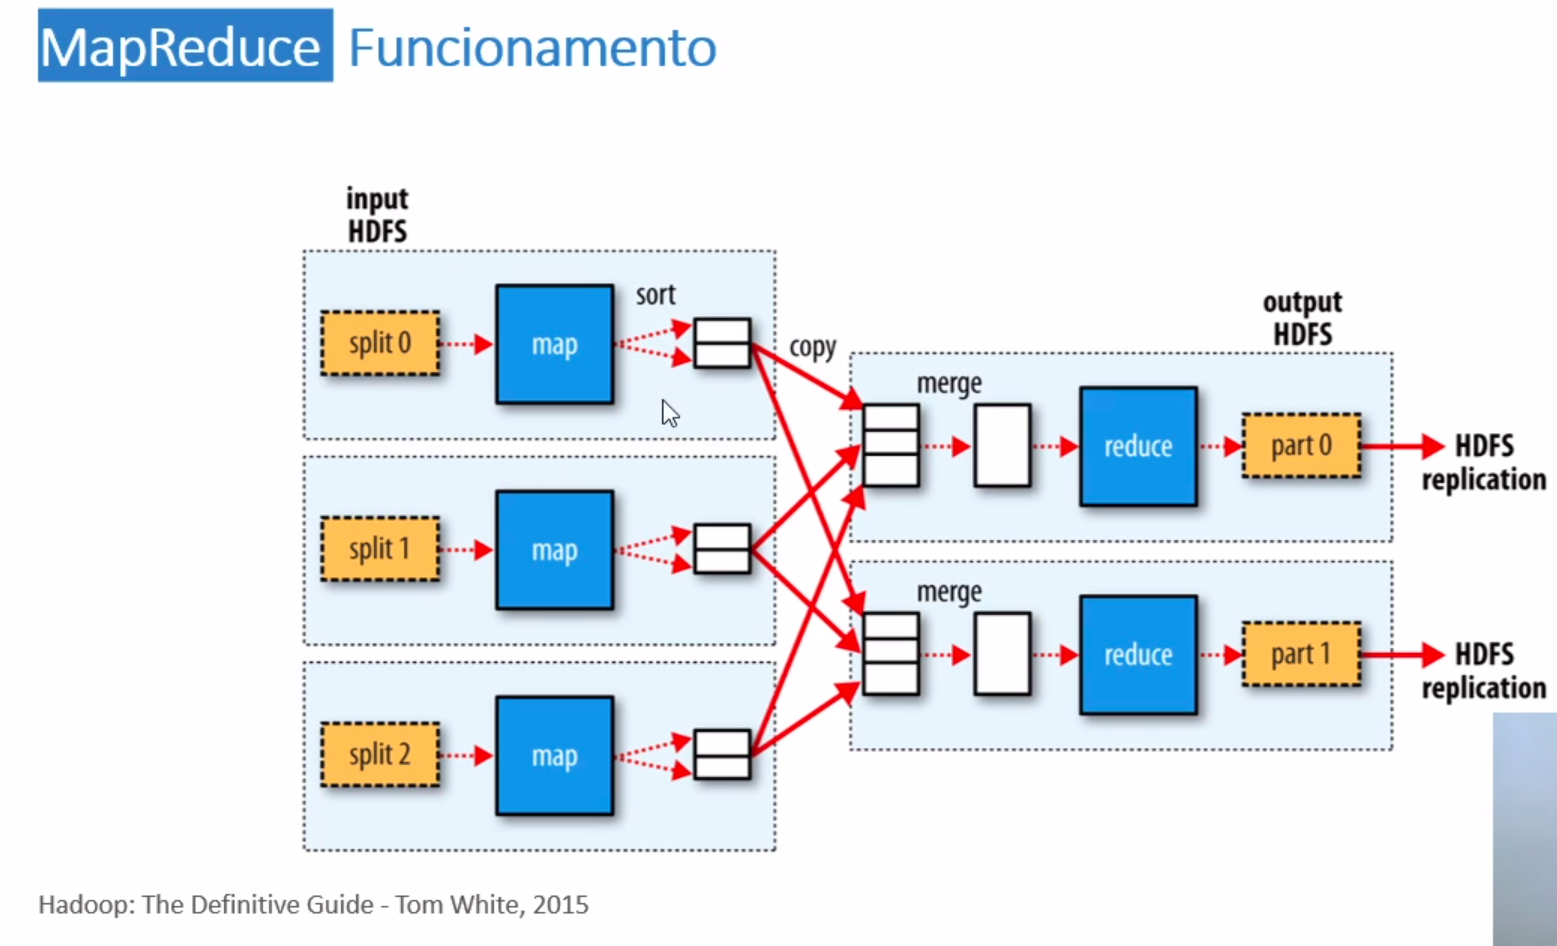 MapReduce Funcionamento
input
HDFS
split 0
map
sort
copy
split 1
map
split 2
map
output
HDFS
merge
reduce
part 0
HDFS
replication
merge
reduce
part 1
HDFS
replication
Hadoop: The Definitive Guide - Tom White, 2015